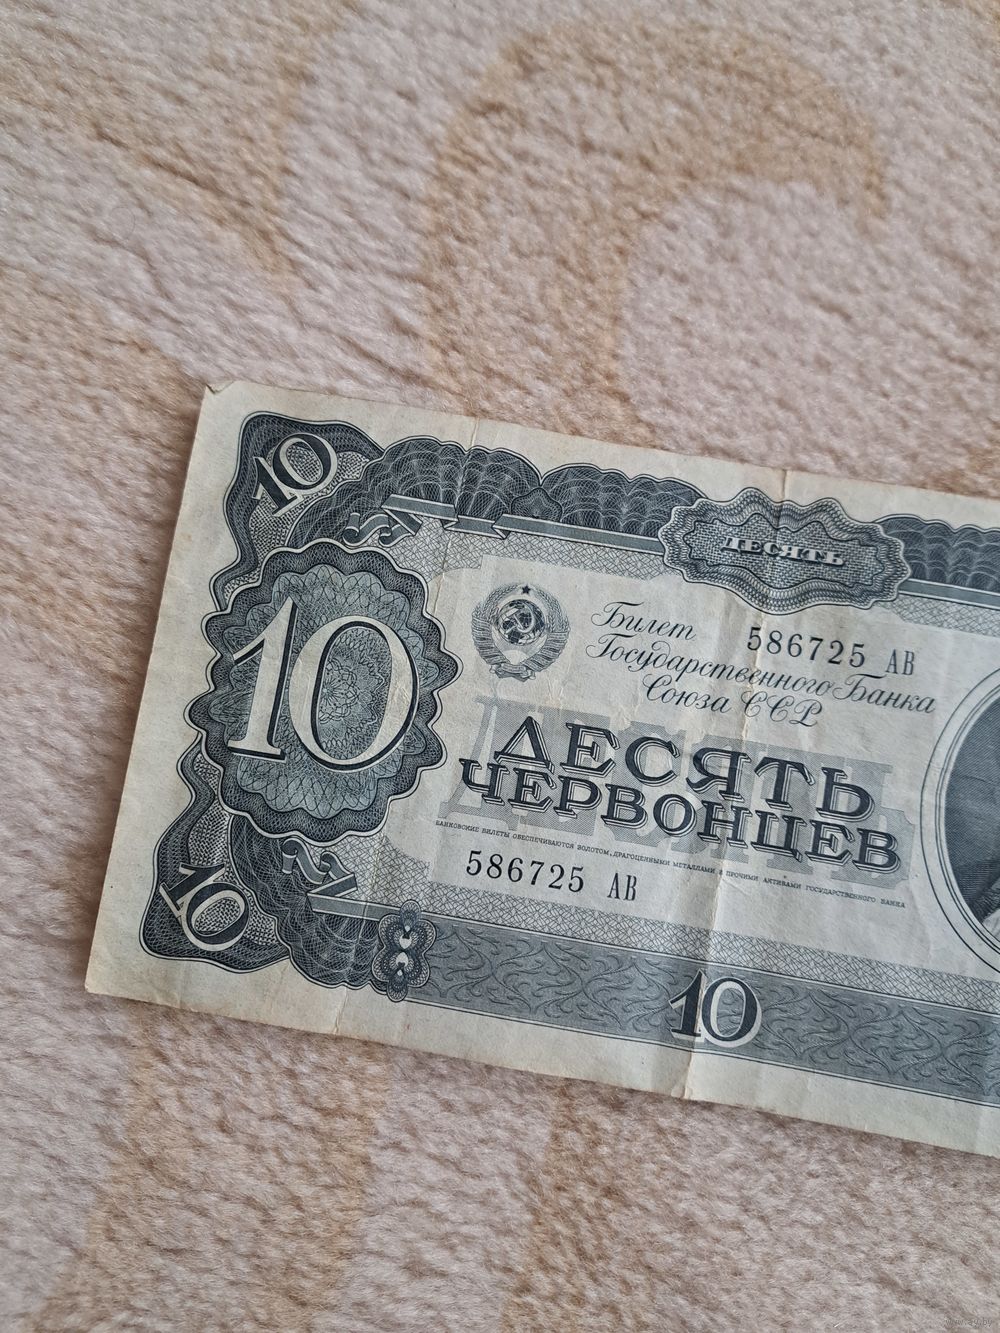 10
ДЕСЯТЬ
10
Билет
Государственного Банка
Союза ССР
586725 АВ
ДЕСЯТЬ
ЧЕРВОНЦЕВ
БАНКОВСКИЕ БИЛЕТЫ ОБЕСПЕЧИВАЮТСЯ ЗОЛОТОМ, ДРАГОЦЕННЫМИ МЕТАЛЛАМИ И ПРОЧИМИ АКТИВАМИ ГОСУДАРСТВЕННОГО БАНКА
586725 АВ
10
10